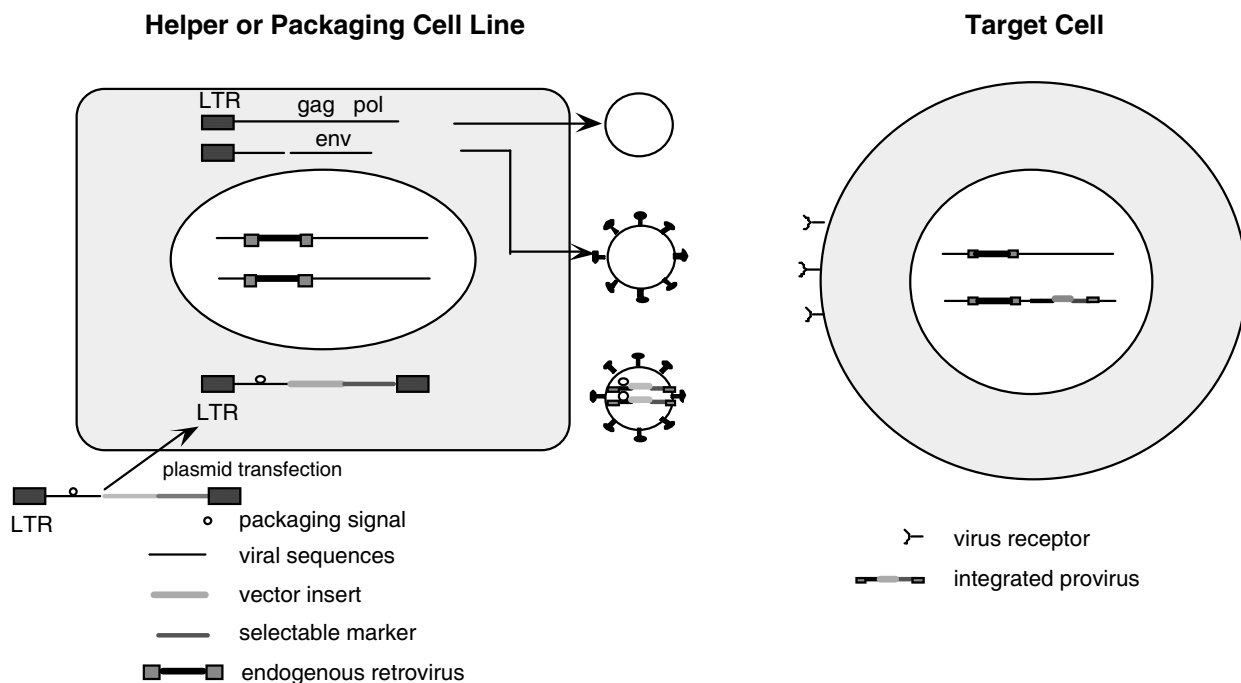 Helper or Packaging Cell Line
Target Cell
LTR
gag pol
env
LTR
plasmid transfection
LTR
packaging signal
viral sequences
vector insert
selectable marker
endogenous retrovirus
virus receptor
integrated provirus